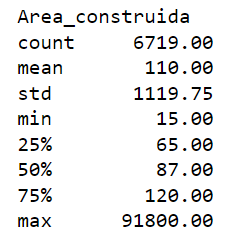 Area_construida
count 6719.00
mean 110.00
std 1119.75
min 15.00
25% 65.00
50% 87.00
75% 120.00
max 91800.00